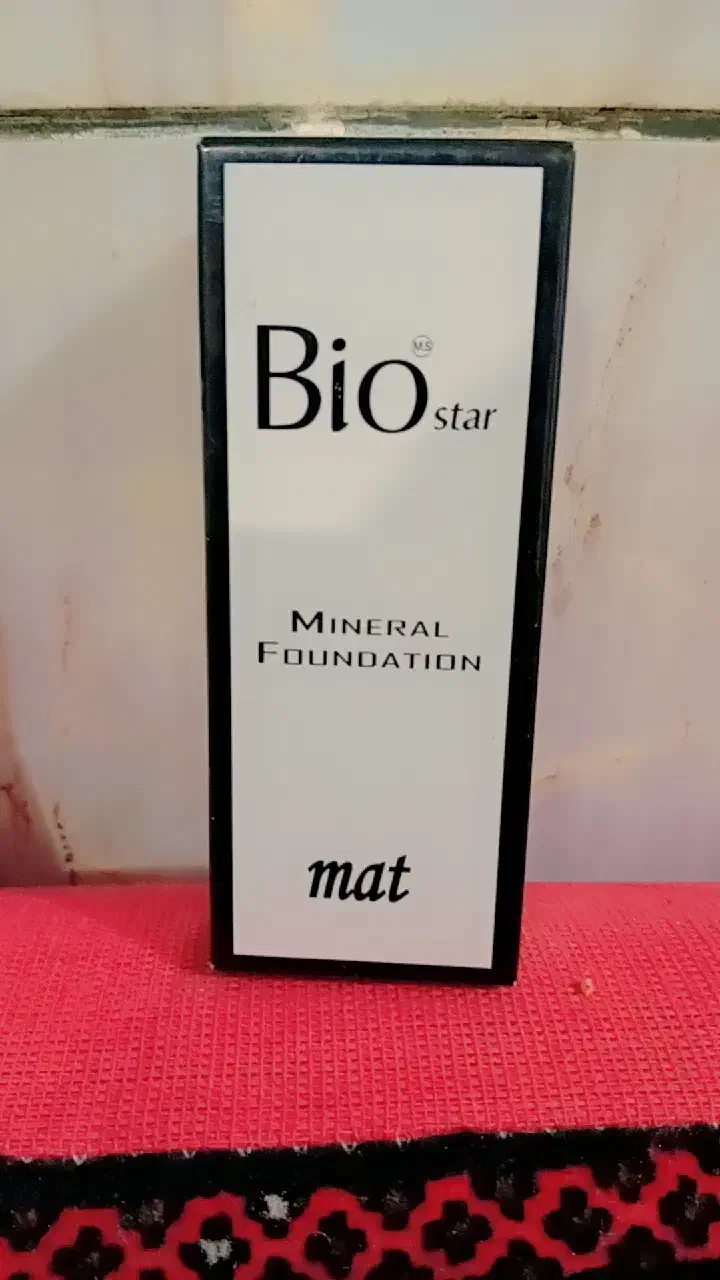 Bio star
M.S
MINERAL
FOUNDATION
mat